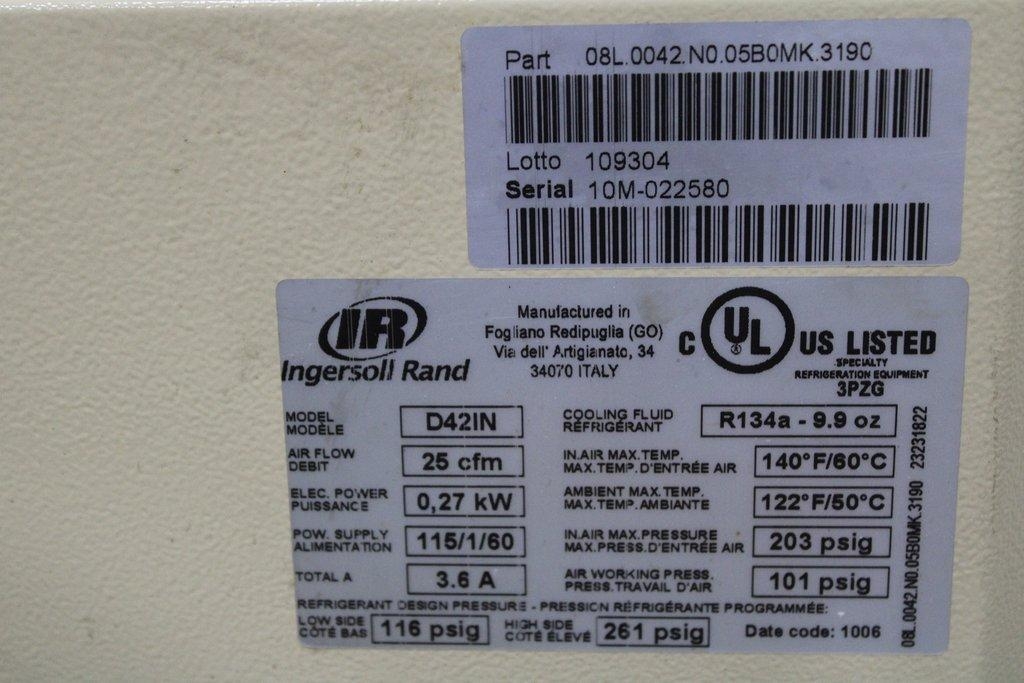 Part 08L.0042.N0.05B0MK.3190
Lotto 109304
Serial 10M-022580
IR
Ingersoll Rand
Manufactured in
Fogliano Redipuglia (GO)
Via dell' Artigianato, 34
34070 ITALY
C UL ® US LISTED
SPECIALTY
REFRIGERATION EQUIPMENT
3PZG
MODEL
MODÈLE
D42IN
AIR FLOW
DEBIT
25 cfm
ELEC. POWER
PUISSANCE
0,27 kW
POW. SUPPLY
ALIMENTATION
115/1/60
TOTAL A
3.6 A
COOLING FLUID
RÉFRIGÉRANT
R134a - 9.9 oz
IN.AIR MAX.TEMP.
MAX.TEMP.D'ENTRÉE AIR
140°F/60°C
AMBIENT MAX.TEMP.
MAX.TEMP.AMBIANTE
122°F/50°C
IN.AIR MAX.PRESSURE
MAX.PRESS.D'ENTRÉE AIR
203 psig
AIR WORKING PRESS.
PRESS.TRAVAIL D'AIR
101 psig
REFRIGERANT DESIGN PRESSURE - PRESSION RÉFRIGÉRANTE PROGRAMMÉE:
LOW SIDE
CÔTÉ BAS
116 psig
HIGH SIDE
CÔTÉ ÉLEVÉ
261 psig
Date code: 1006
08L.0042.N0.05B0MK.3190 23231822